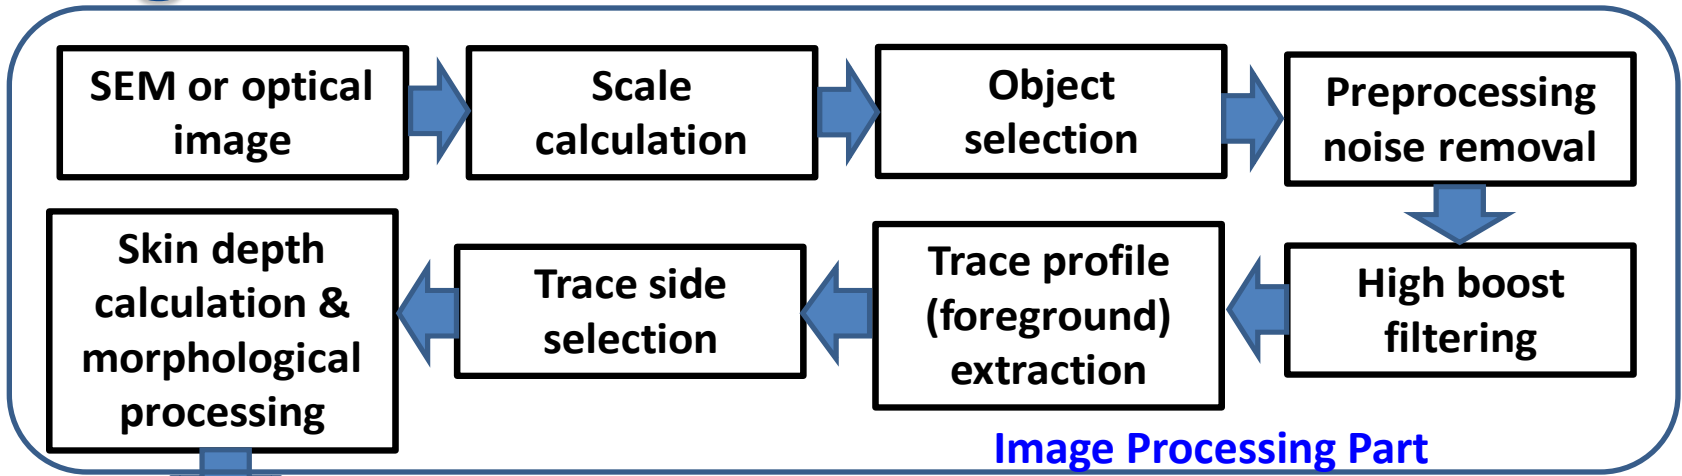 SEM or optical
image
Scale
calculation
Object
selection
Preprocessing
noise removal
High boost
filtering
Trace profile
(foreground)
extraction
Trace side
selection
Skin depth
calculation &
morphological
processing
Image Processing Part